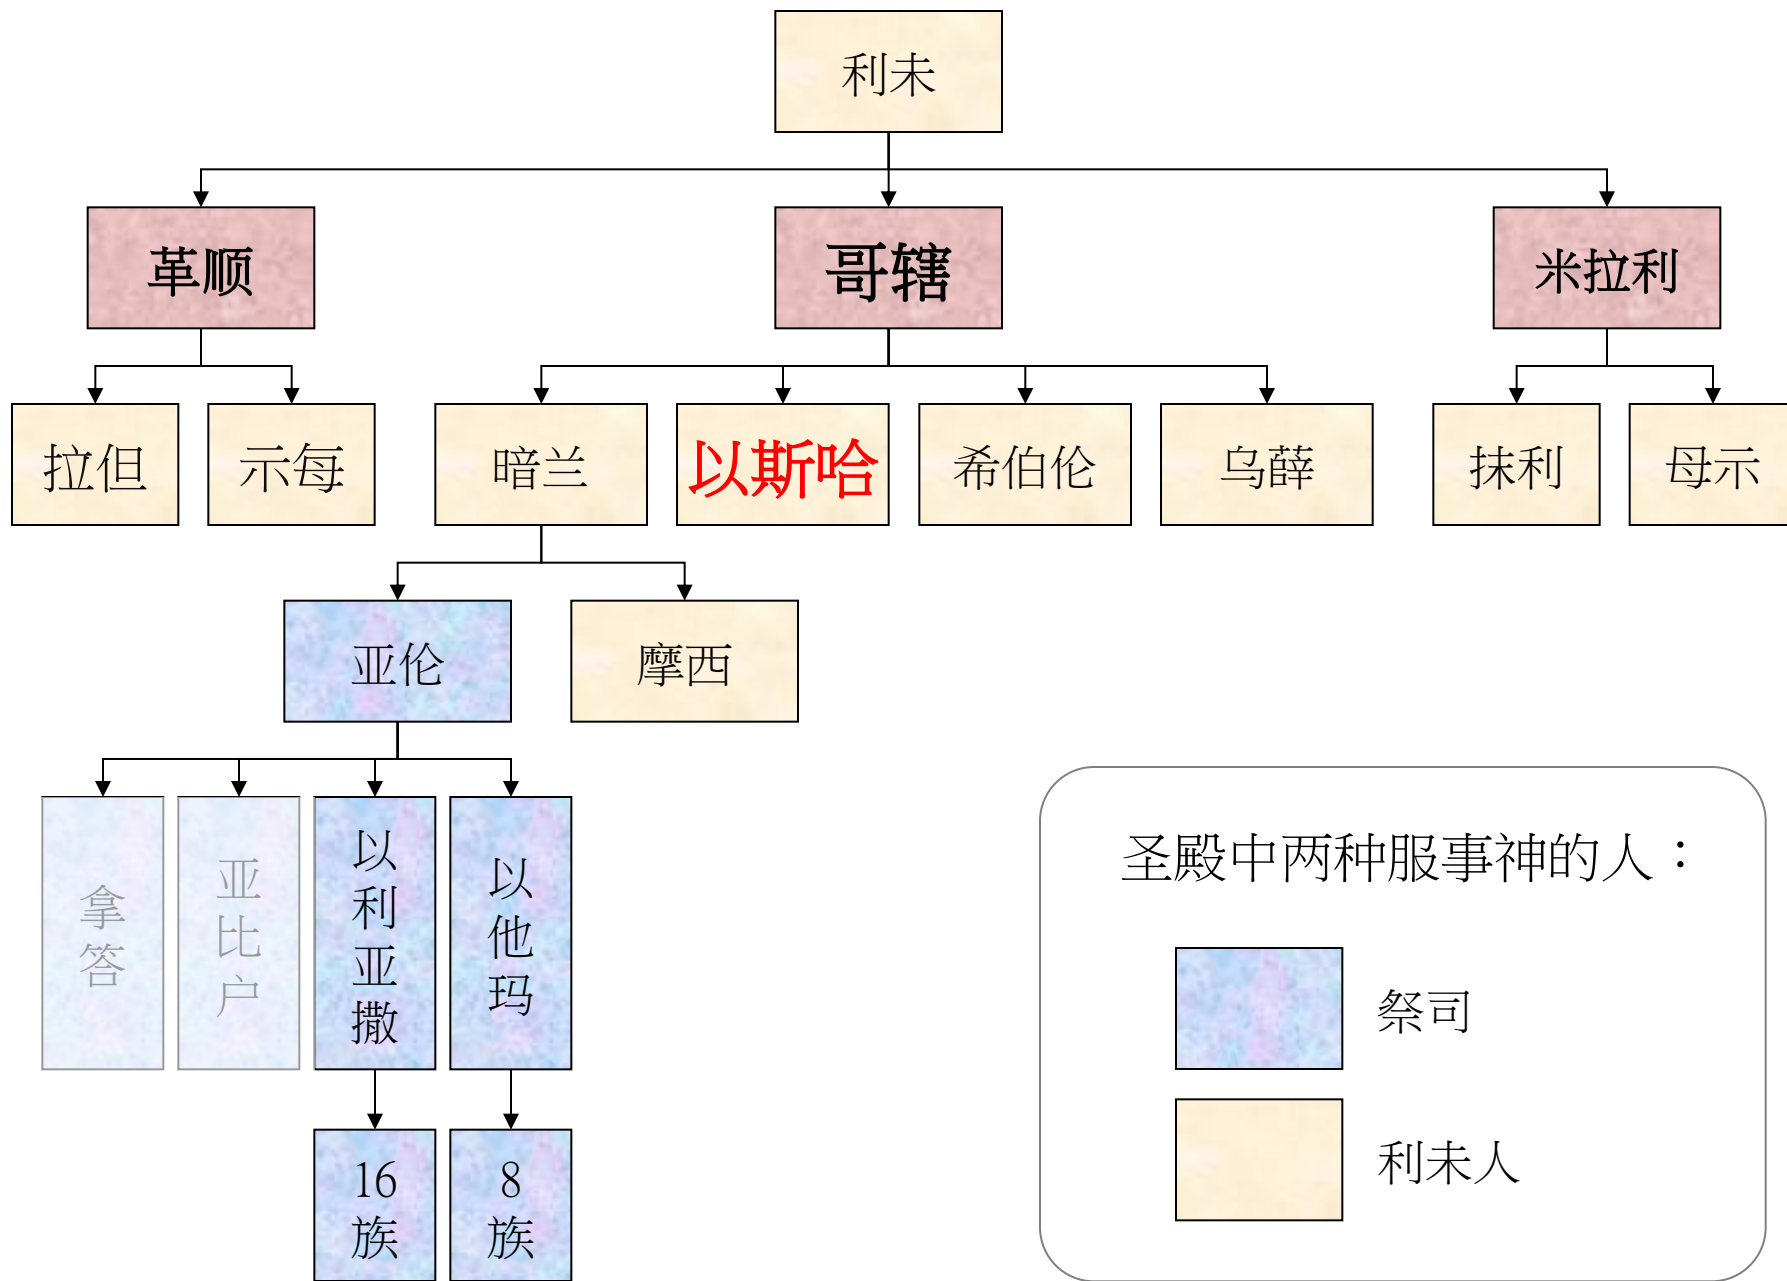 利未
革顺
哥辖
米拉利
拉但
示每
暗兰
以斯哈
希伯伦
乌薛
抹利
母示
亚伦
摩西
拿答
亚比户
以利亚撒
以他玛
16
族
8
族
圣殿中两种服事神的人：
祭司
利未人